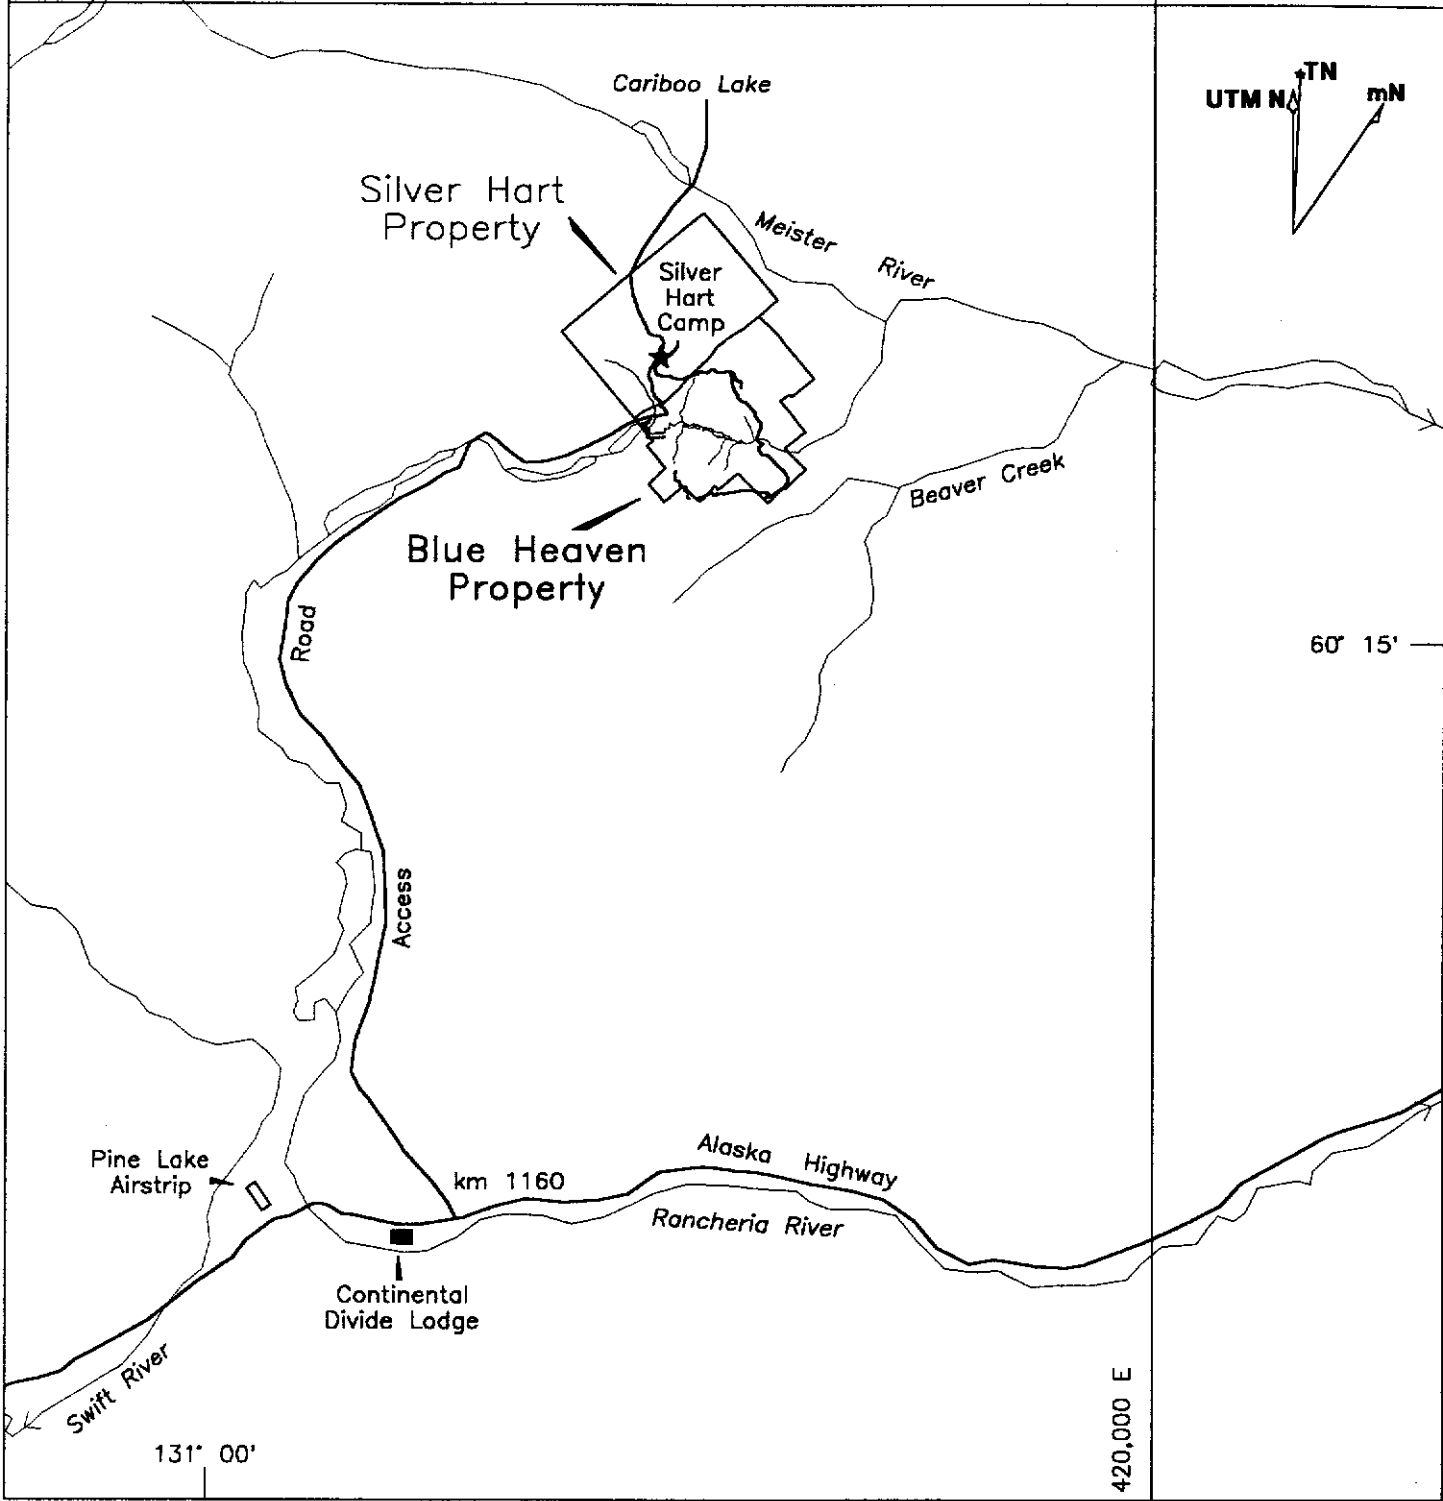 Cariboo Lake
TN
UTM N
mN
Silver Hart
Property
Meister River
Silver
Hart
Camp
Beaver Creek
Blue Heaven
Property
Road
60° 15'
Access
Alaska Highway
Pine Lake
Airstrip
km 1160
Rancheria River
Continental
Divide Lodge
Swift River
420,000 E
131° 00'